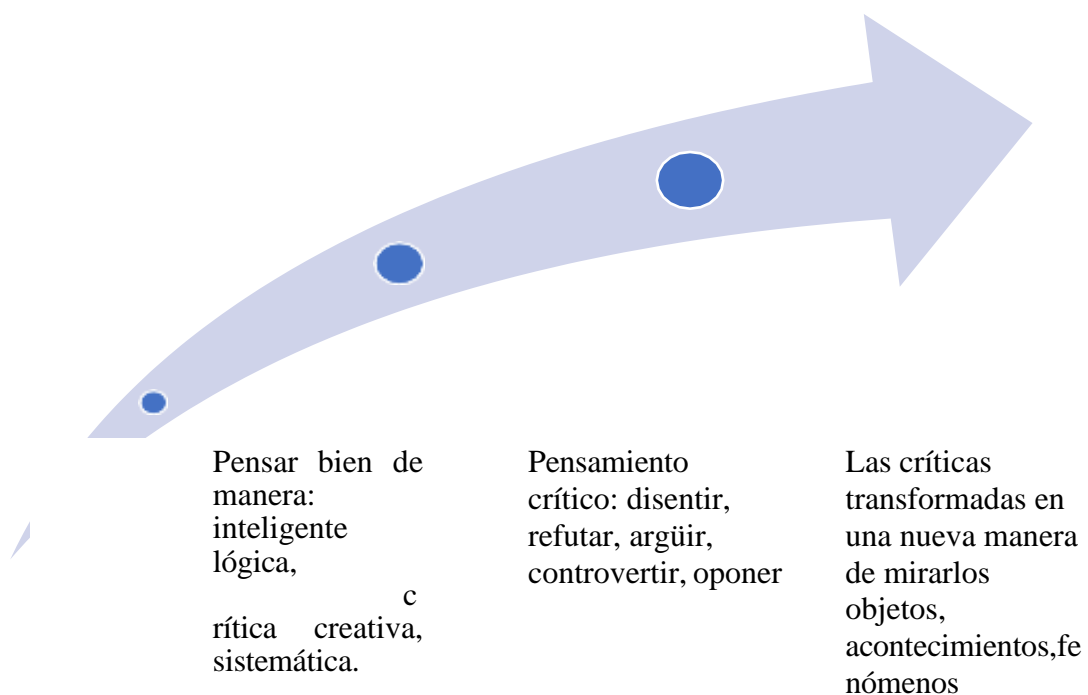 Pensar bien de
manera:
inteligente
lógica,
c
rítica creativa,
sistemática.
Pensamiento
crítico: disentir,
refutar, argüir,
controvertir, oponer
Las críticas
transformadas en
una nueva manera
de mirarlos
objetos,
acontecimientos,fe
nómenos